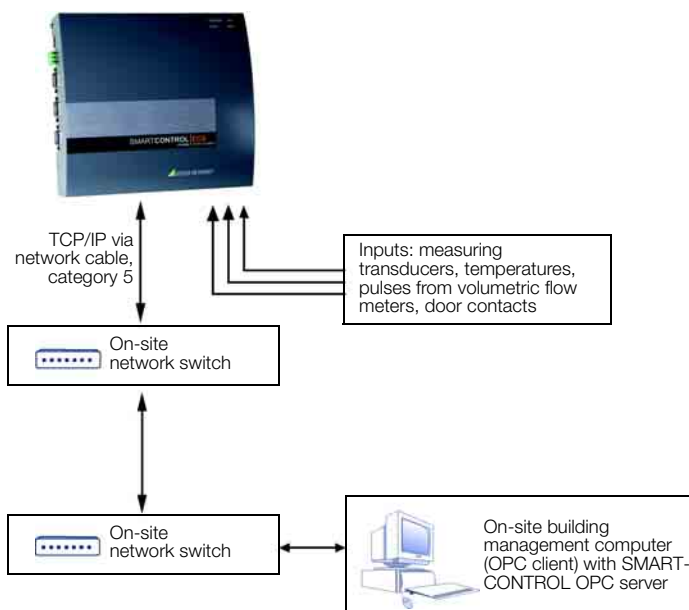 SMARTCONTROL
TCP/IP via
network cable,
category 5
Inputs: measuring
transducers, temperatures,
pulses from volumetric flow
meters, door contacts
On-site
network switch
On-site
network switch
On-site building
management computer
(OPC client) with SMART-
CONTROL OPC server